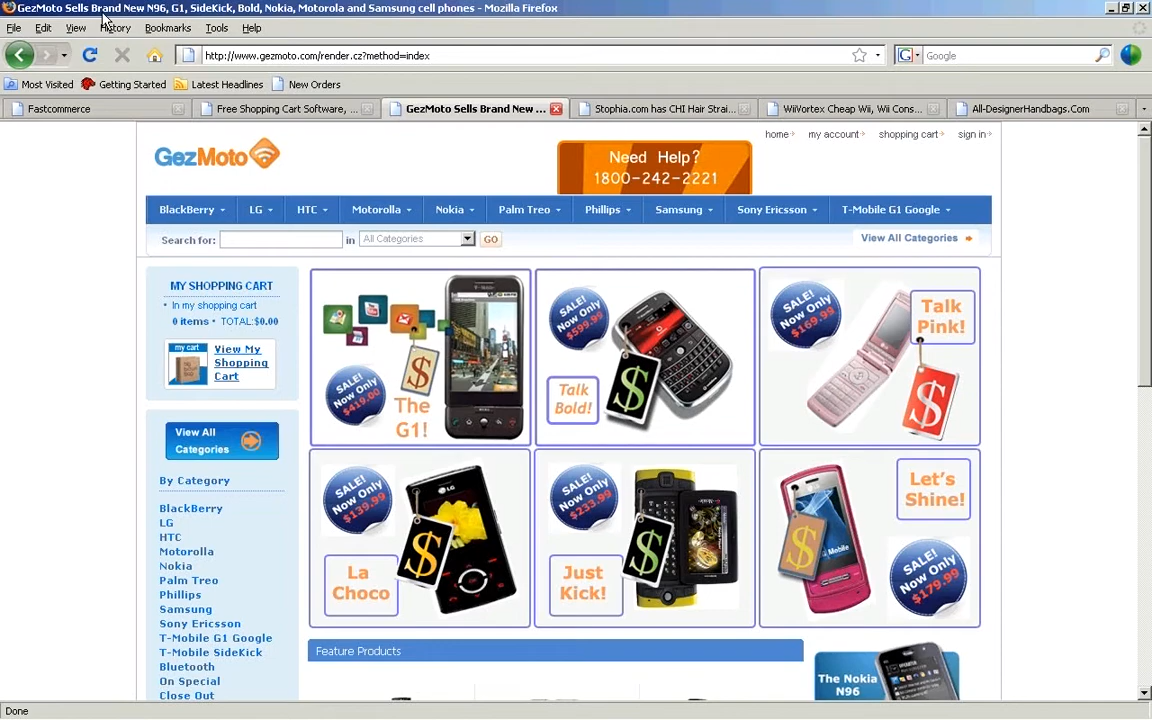 GezMoto Sells Brand New N96, G1, SideKick, Bold, Nokia, Motorola and Samsung cell phones - Mozilla Firefox
File Edit View History Bookmarks Tools Help
http://www.gezmoto.com/render.cz?method=index
Google
Most Visited Getting Started Latest Headlines New Orders
Fastcommerce
Free Shopping Cart Software, ...
GezMoto Sells Brand New ...
Stophia.com has CHI Hair Strai...
WiiVortex Cheap Wii, Wii Cons...
All-DesignerHandbags.Com
home my account shopping cart sign in
GezMoto
Need Help?
1800-242-2221
BlackBerry LG HTC Motorolla Nokia Palm Treo Phillips Samsung Sony Ericsson T-Mobile G1 Google
Search for: in All Categories GO
View All Categories
MY SHOPPING CART
In my shopping cart
0 items • TOTAL:$0.00
my cart
View My
Shopping
Cart
View All
Categories
By Category
BlackBerry
LG
HTC
Motorolla
Nokia
Palm Treo
Phillips
Samsung
Sony Ericsson
T-Mobile G1 Google
T-Mobile SideKick
Bluetooth
On Special
Close Out
SALE!
Now Only
$419.00
The
G1!
SALE!
Now Only
$599.99
Talk
Bold!
SALE!
Now Only
$169.99
Talk
Pink!
SALE!
Now Only
$139.99
La
Choco
SALE!
Now Only
$233.99
Just
Kick!
Let's
Shine!
SALE!
Now Only
$179.99
Feature Products
The Nokia
N96
Done